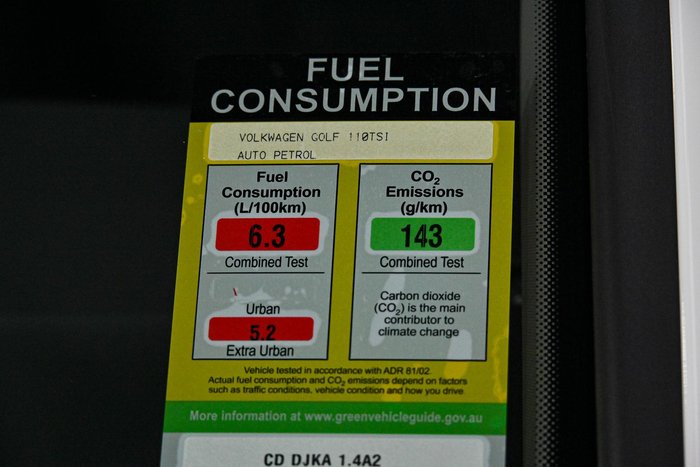 FUEL
CONSUMPTION
VOLKWAGEN GOLF 110TSI
AUTO PETROL
Fuel
Consumption
(L/100km)
6.3
Combined Test
Urban
5.2
Extra Urban
CO2
Emissions
(g/km)
143
Combined Test
Carbon dioxide
(CO2) is the main
contributor to
climate change
Vehicle tested in accordance with ADR 81/02.
Actual fuel consumption and CO2 emissions depend on factors
such as traffic conditions, vehicle condition and how you drive.
More information at www.greenvehicleguide.gov.au
CD DJKA 1.4A2